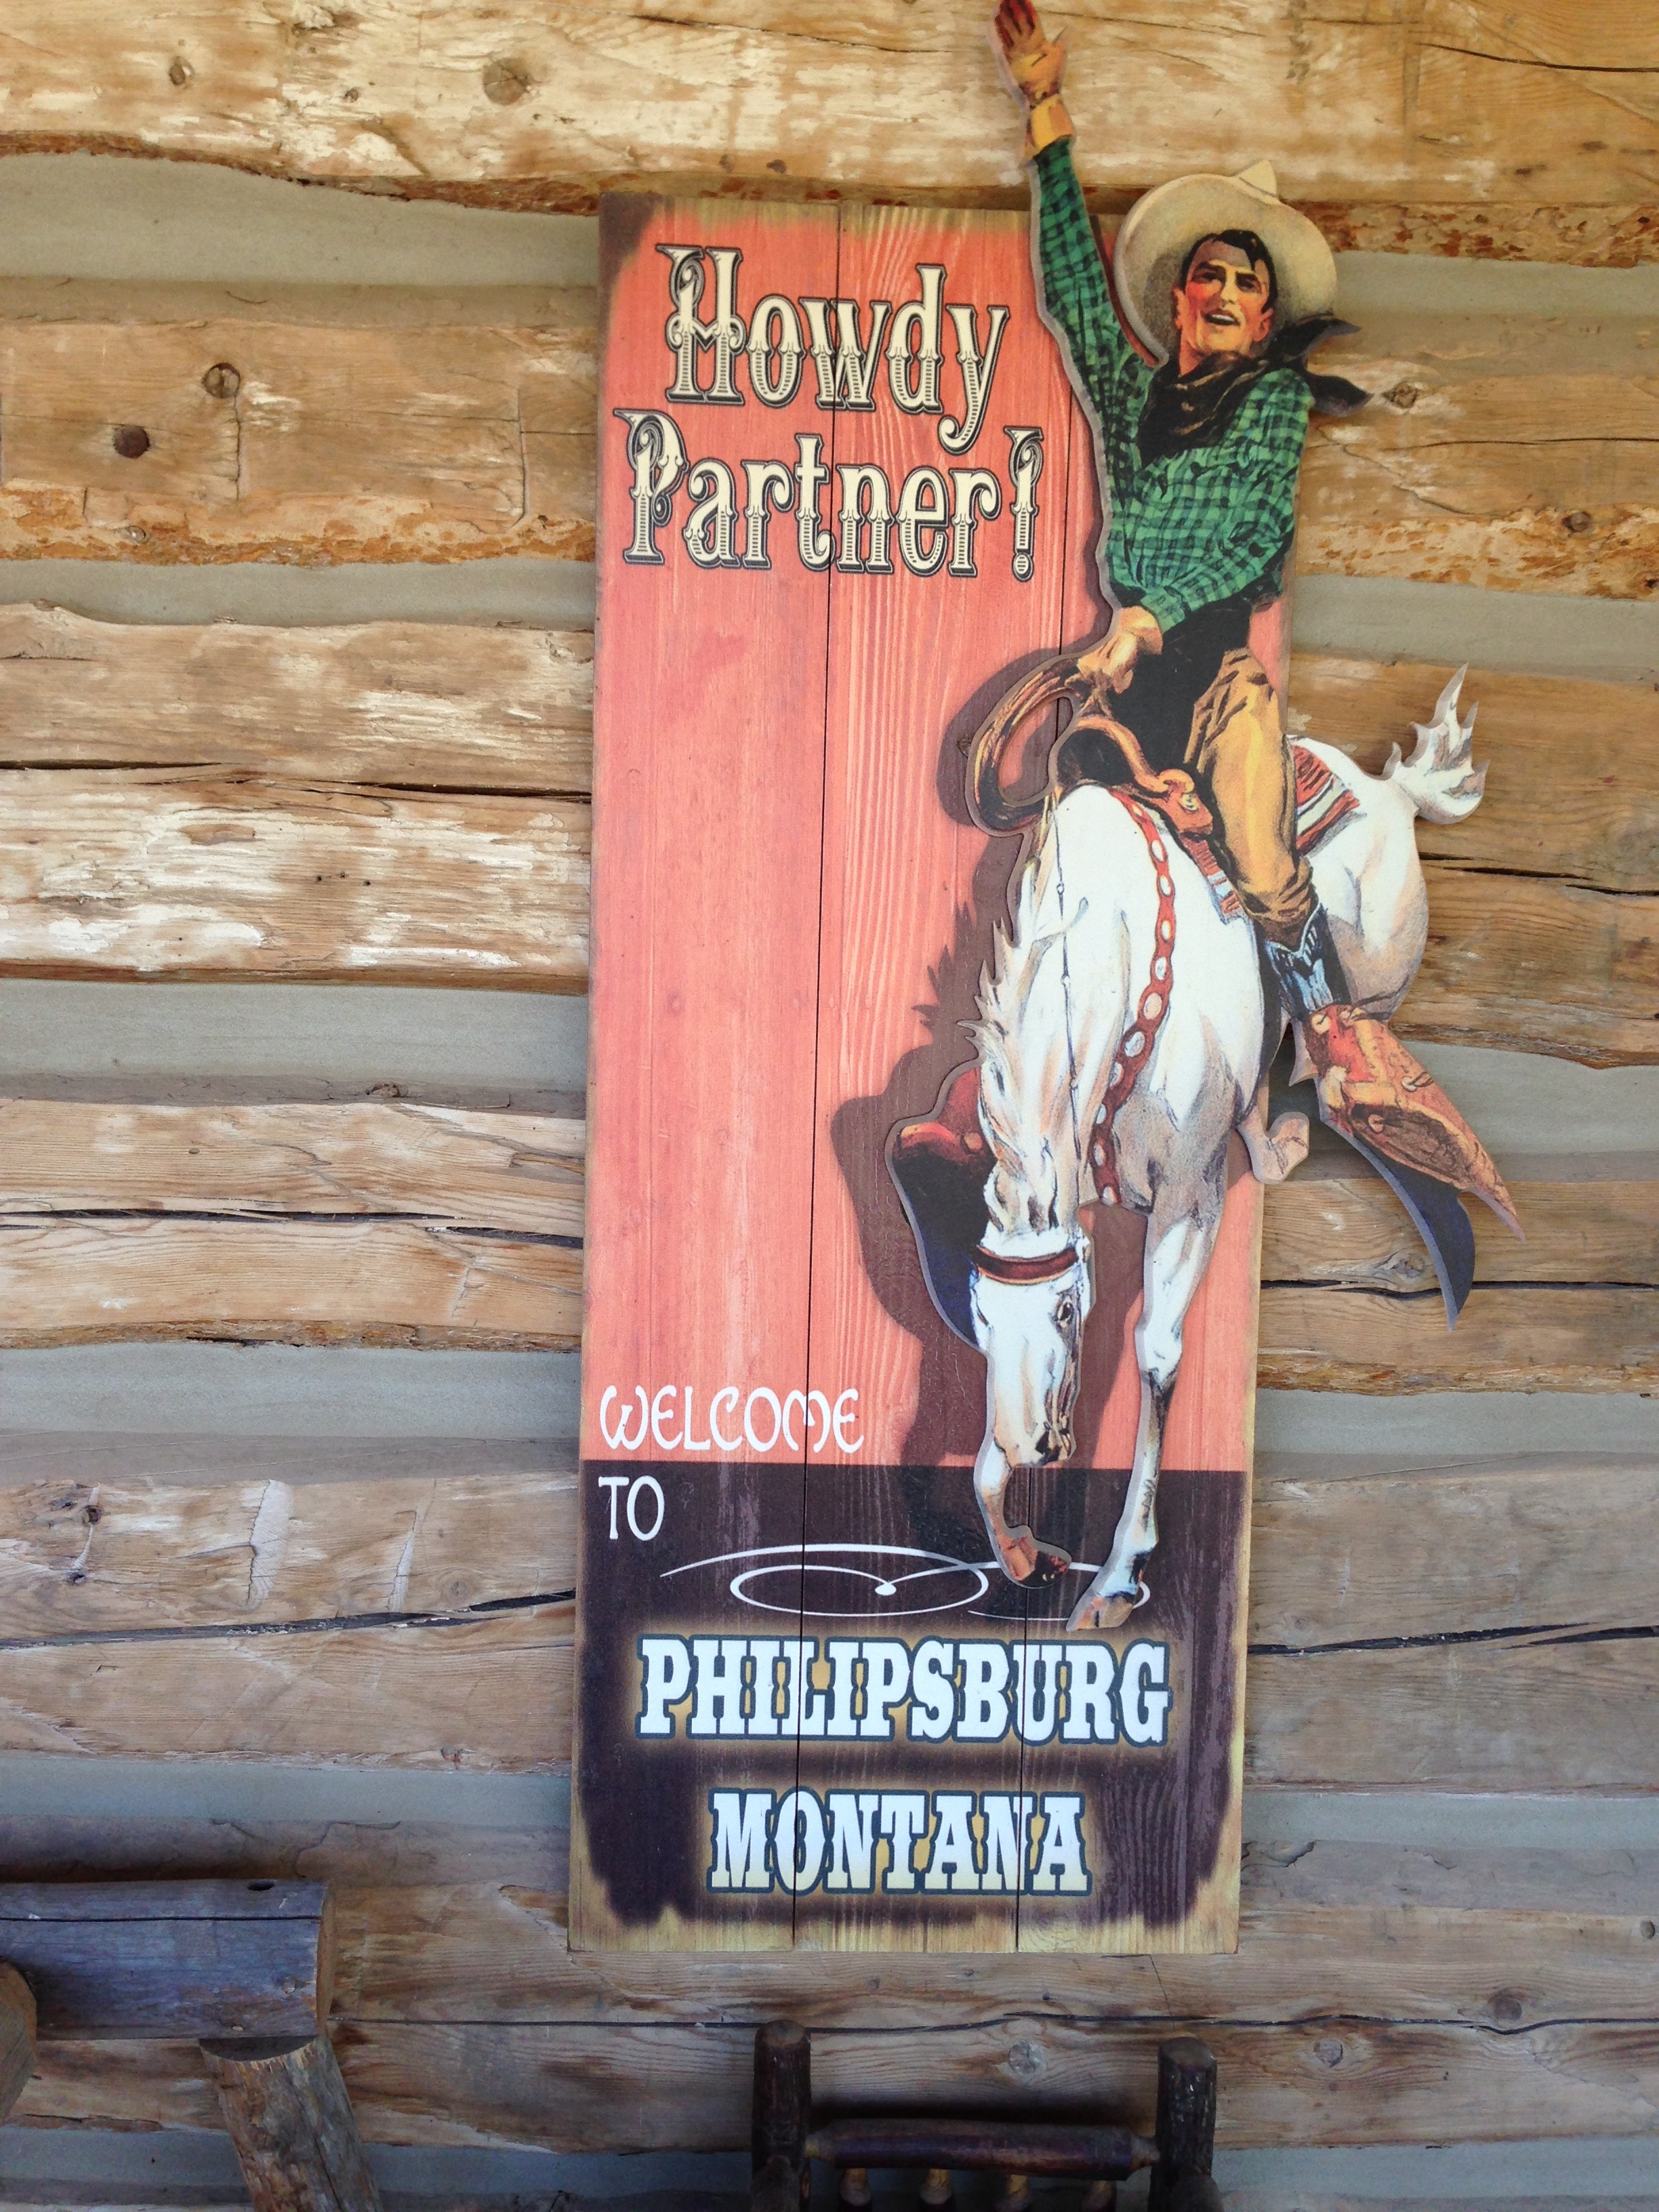 Howdy
Partner!
WELCOME
TO
PHILIPSBURG
MONTANA